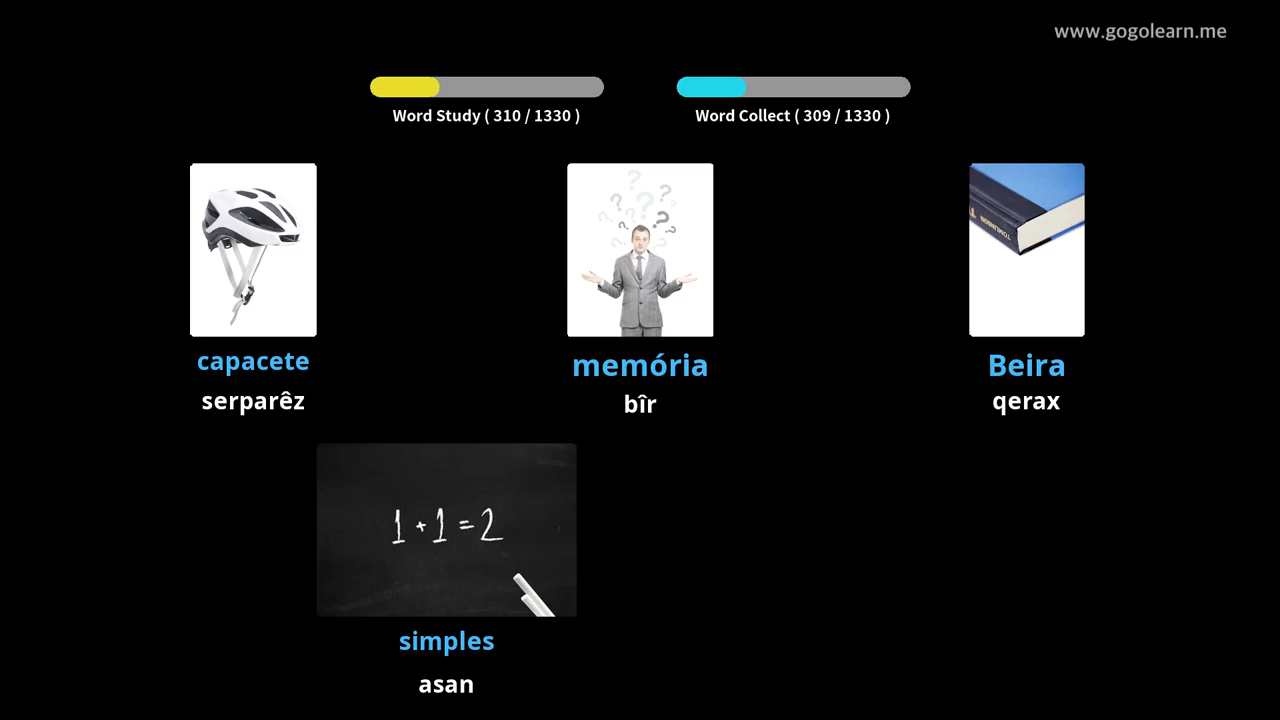 www.gogolearn.me
Word Study ( 310 / 1330 )
Word Collect ( 309 / 1330 )
TOMLINSON
capacete
memória
Beira
serparêz
bîr
qerax
1 + 1 = 2
simples
asan